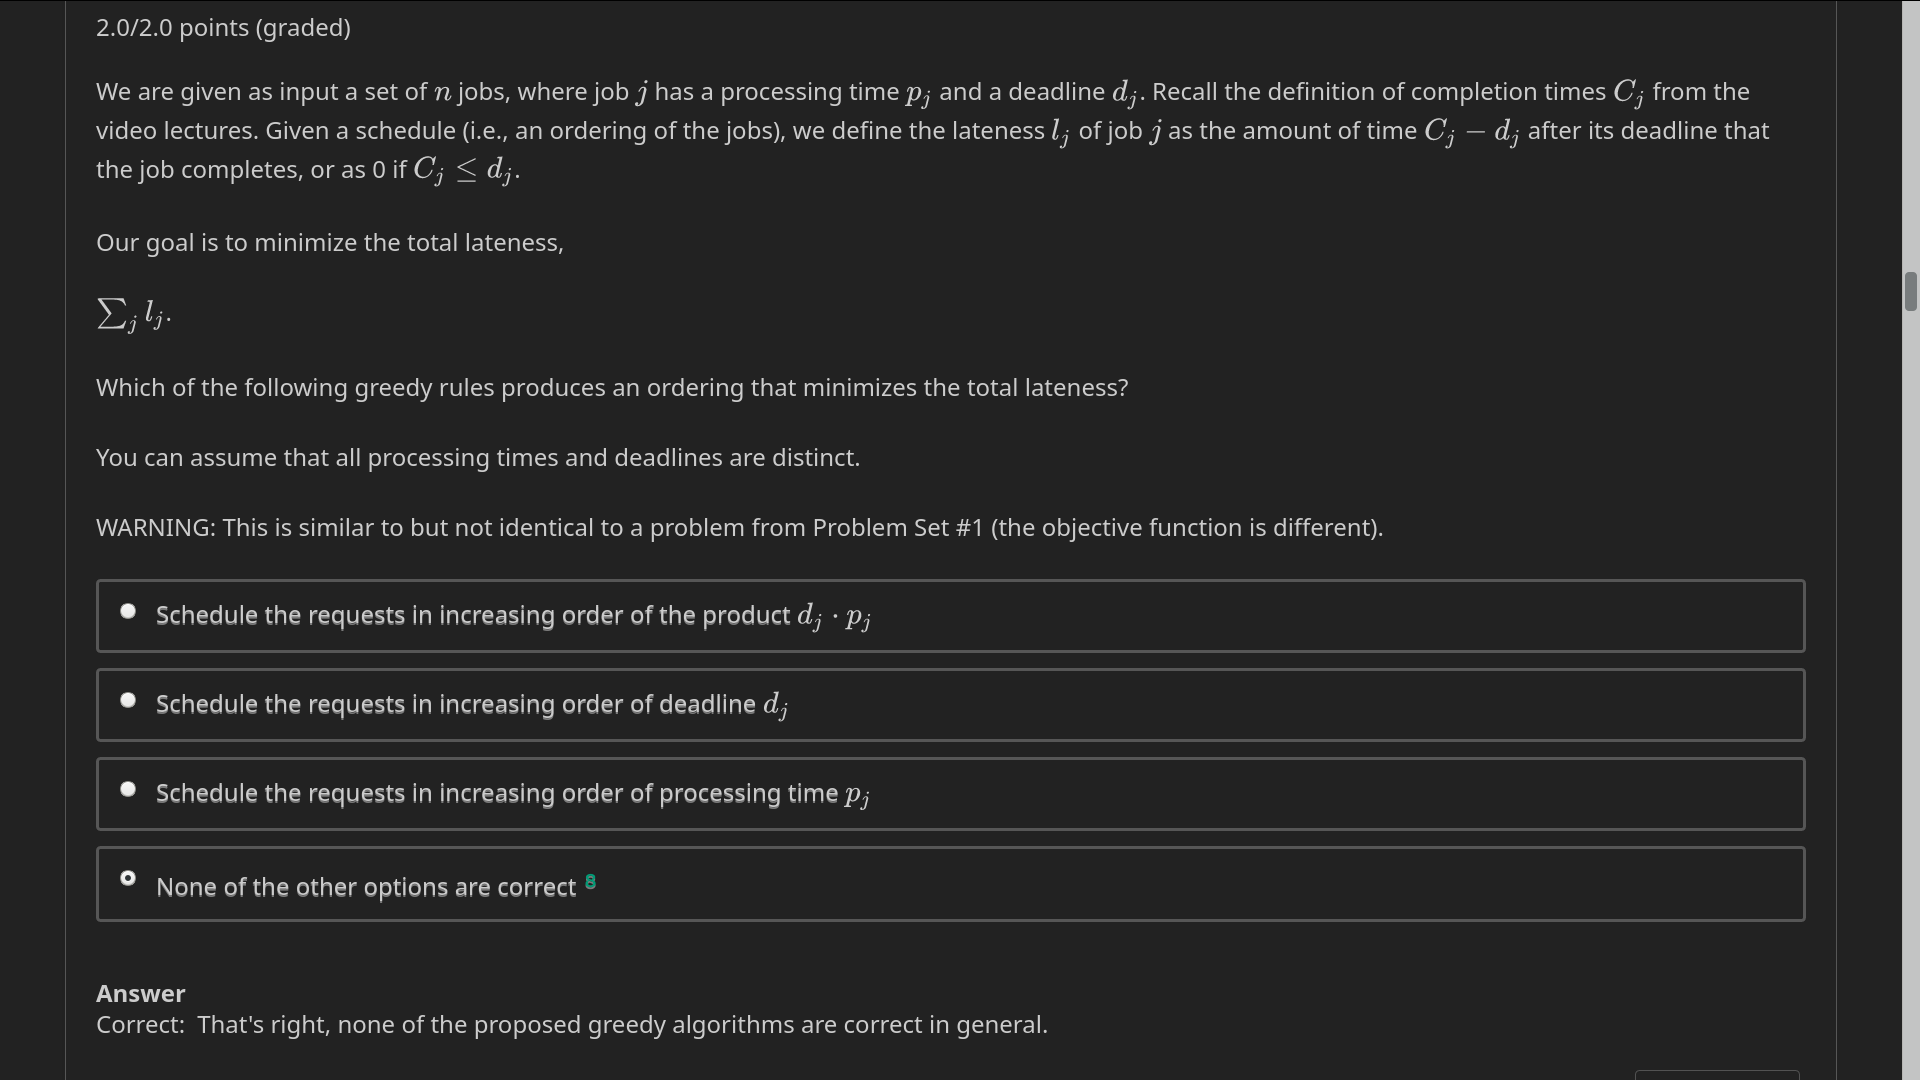 2.0/2.0 points (graded)
We are given as input a set of n jobs, where job j has a processing time p_j and a deadline d_j. Recall the definition of completion times C_j from the
video lectures. Given a schedule (i.e., an ordering of the jobs), we define the lateness l_j of job j as the amount of time C_j − d_j after its deadline that
the job completes, or as 0 if C_j ≤ d_j.
Our goal is to minimize the total lateness,
∑_j l_j.
Which of the following greedy rules produces an ordering that minimizes the total lateness?
You can assume that all processing times and deadlines are distinct.
WARNING: This is similar to but not identical to a problem from Problem Set #1 (the objective function is different).
Schedule the requests in increasing order of the product d_j · p_j
Schedule the requests in increasing order of deadline d_j
Schedule the requests in increasing order of processing time p_j
None of the other options are correct
Answer
Correct: That's right, none of the proposed greedy algorithms are correct in general.